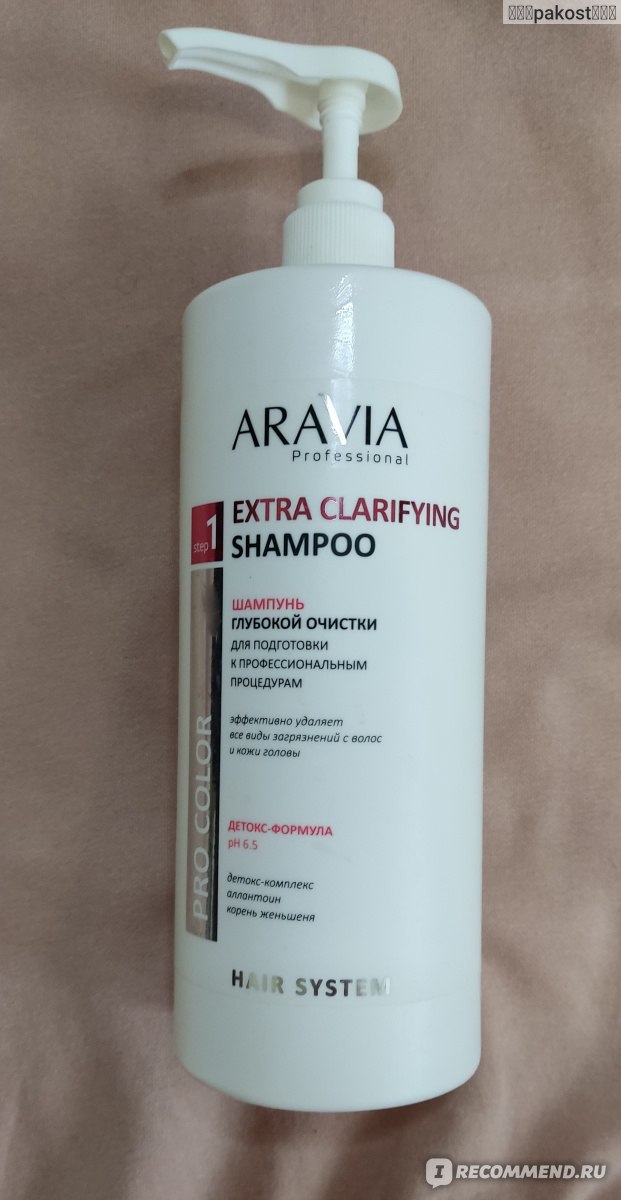 pakost
ARAVIA
Professional
step 1
EXTRA CLARIFYING
SHAMPOO
ШАМПУНЬ
ГЛУБОКОЙ ОЧИСТКИ
ДЛЯ ПОДГОТОВКИ
К ПРОФЕССИОНАЛЬНЫМ
ПРОЦЕДУРАМ
эффективно удаляет
все виды загрязнений с волос
и кожи головы
PRO COLOR
ДЕТОКС-ФОРМУЛА
pH 6.5
детокс-комплекс
аллантоин
корень женьшеня
HAIR SYSTEM
I RECOMMEND.RU